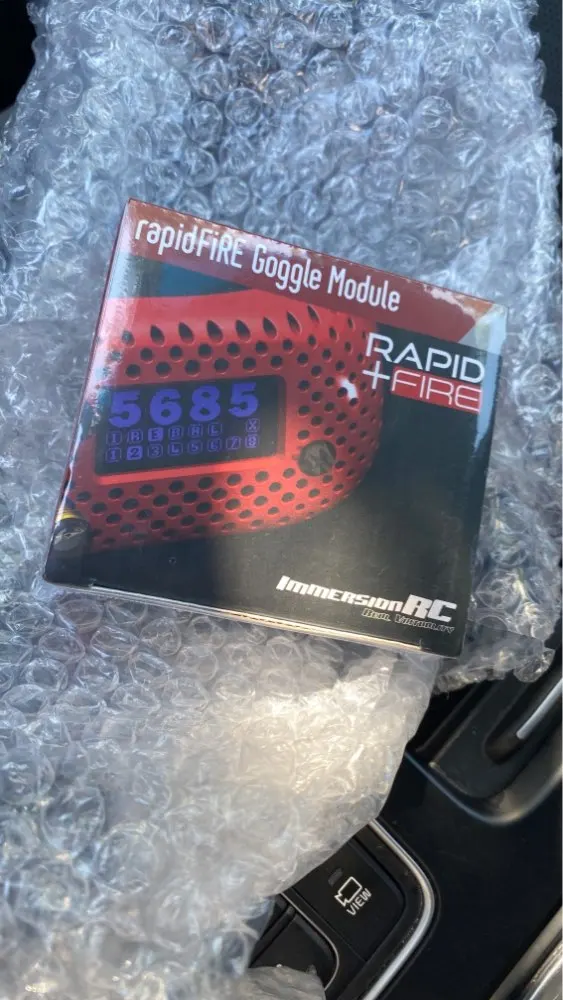 rapidFiRE Goggle Module
RAPID
+FIRE
5685
ImmersionRC
VIEW